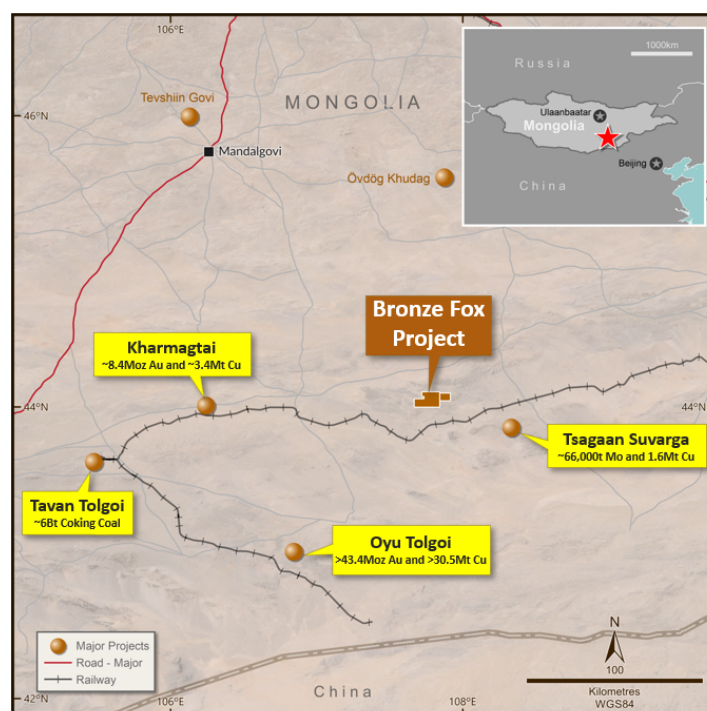 106°E
108°E
1000km
Russia
Ulaanbaatar
Mongolia
Beijing
China
46°N
Tevshiin Govi
MONGOLIA
Mandalgovi
Övdög Khudag
Bronze Fox
Project
Kharmagtai
~8.4Moz Au and ~3.4Mt Cu
44°N
44°N
Tsagaan Suvarga
~66,000t Mo and 1.6Mt Cu
Tavan Tolgoi
~6Bt Coking Coal
Oyu Tolgoi
>43.4Moz Au and >30.5Mt Cu
Major Projects
Road - Major
Railway
N
100
Kilometres
WGS84
42°N
China
106°E
108°E